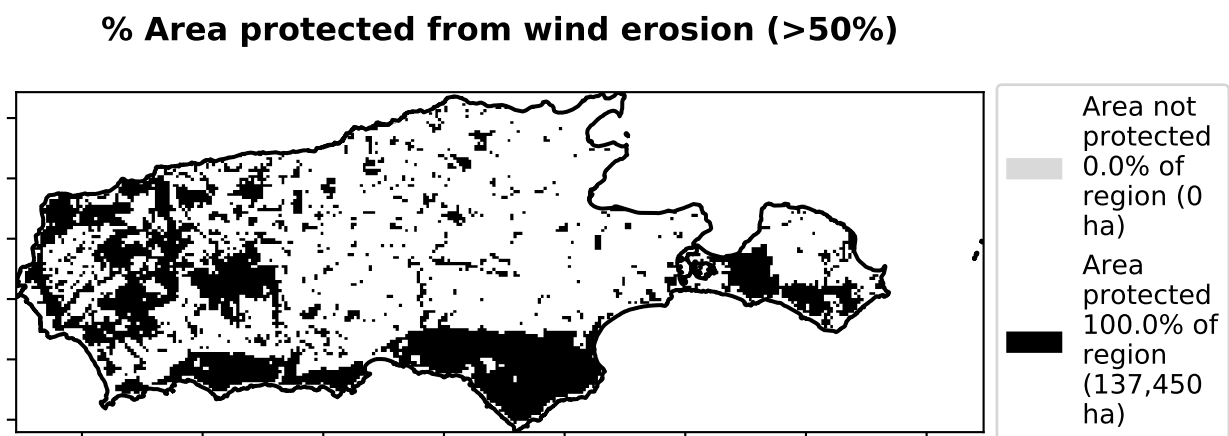 % Area protected from wind erosion (>50%)
Area not
protected
0.0% of
region (0
ha)
Area
protected
100.0% of
region
(137,450
ha)